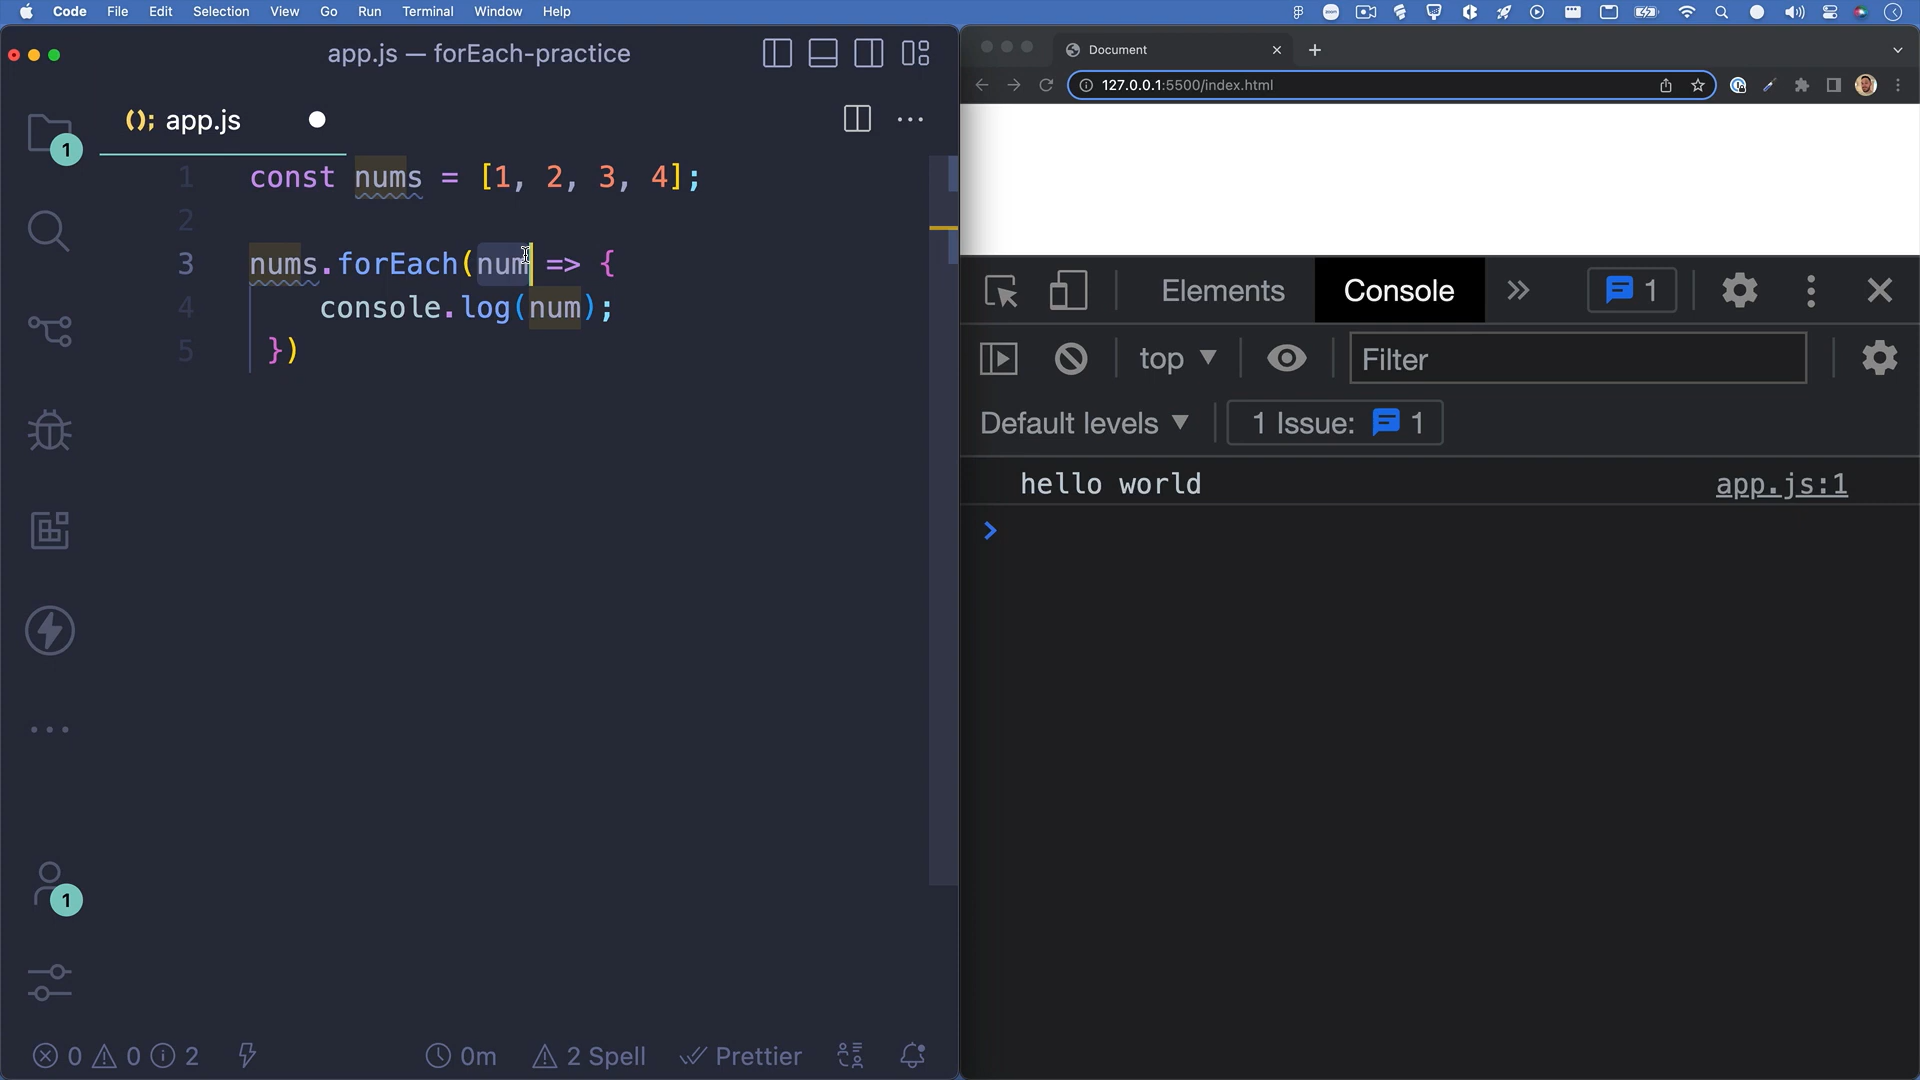 Code File Edit Selection View Go Run Terminal Window Help
app.js — forEach-practice
app.js
1 const nums = [1, 2, 3, 4];
2
3 nums.forEach(num => {
4 console.log(num);
5 })
1
1
0 0 2 0m 2 Spell Prettier
Document
127.0.0.1:5500/index.html
Elements Console 1
top Filter
Default levels 1 Issue: 1
hello world app.js:1